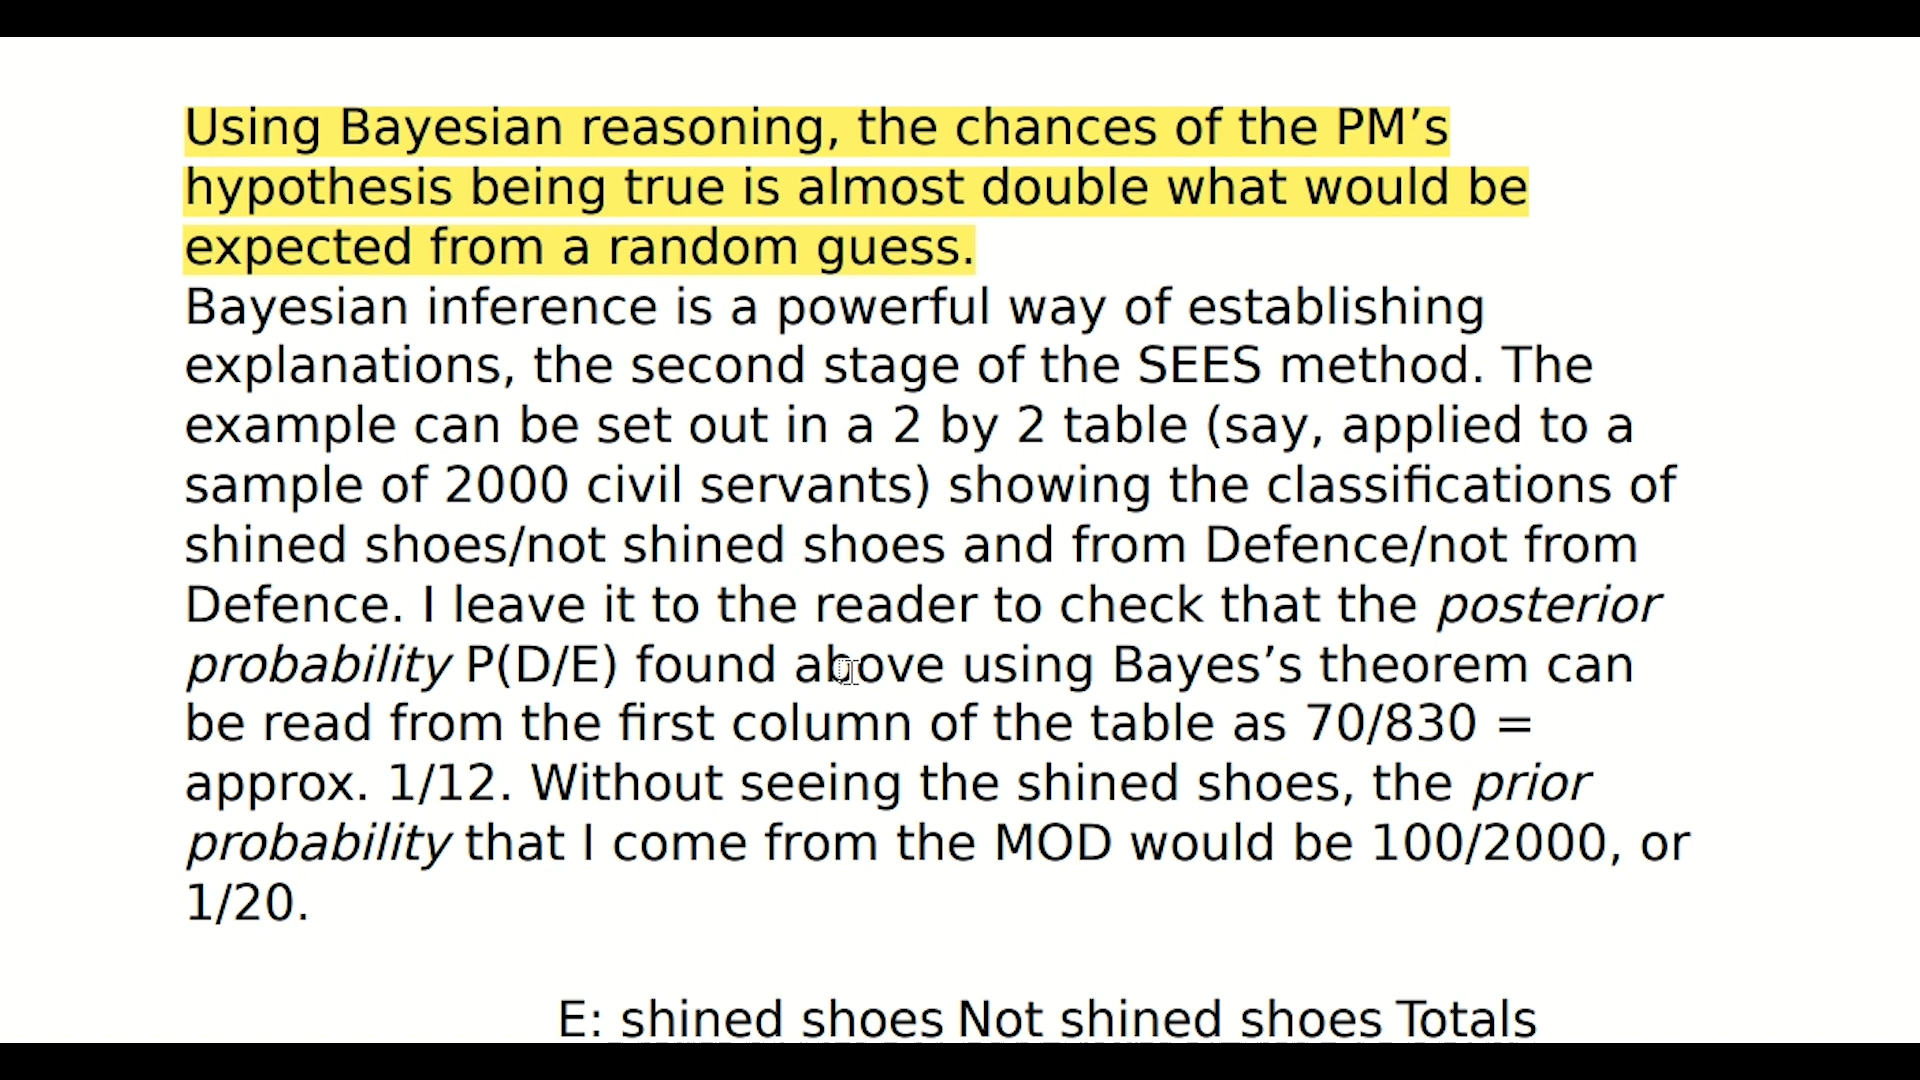 Using Bayesian reasoning, the chances of the PM’s
hypothesis being true is almost double what would be
expected from a random guess.
Bayesian inference is a powerful way of establishing
explanations, the second stage of the SEES method. The
example can be set out in a 2 by 2 table (say, applied to a
sample of 2000 civil servants) showing the classifications of
shined shoes/not shined shoes and from Defence/not from
Defence. I leave it to the reader to check that the posterior
probability P(D/E) found above using Bayes’s theorem can
be read from the first column of the table as 70/830 =
approx. 1/12. Without seeing the shined shoes, the prior
probability that I come from the MOD would be 100/2000, or
1/20.
E: shined shoes Not shined shoes Totals